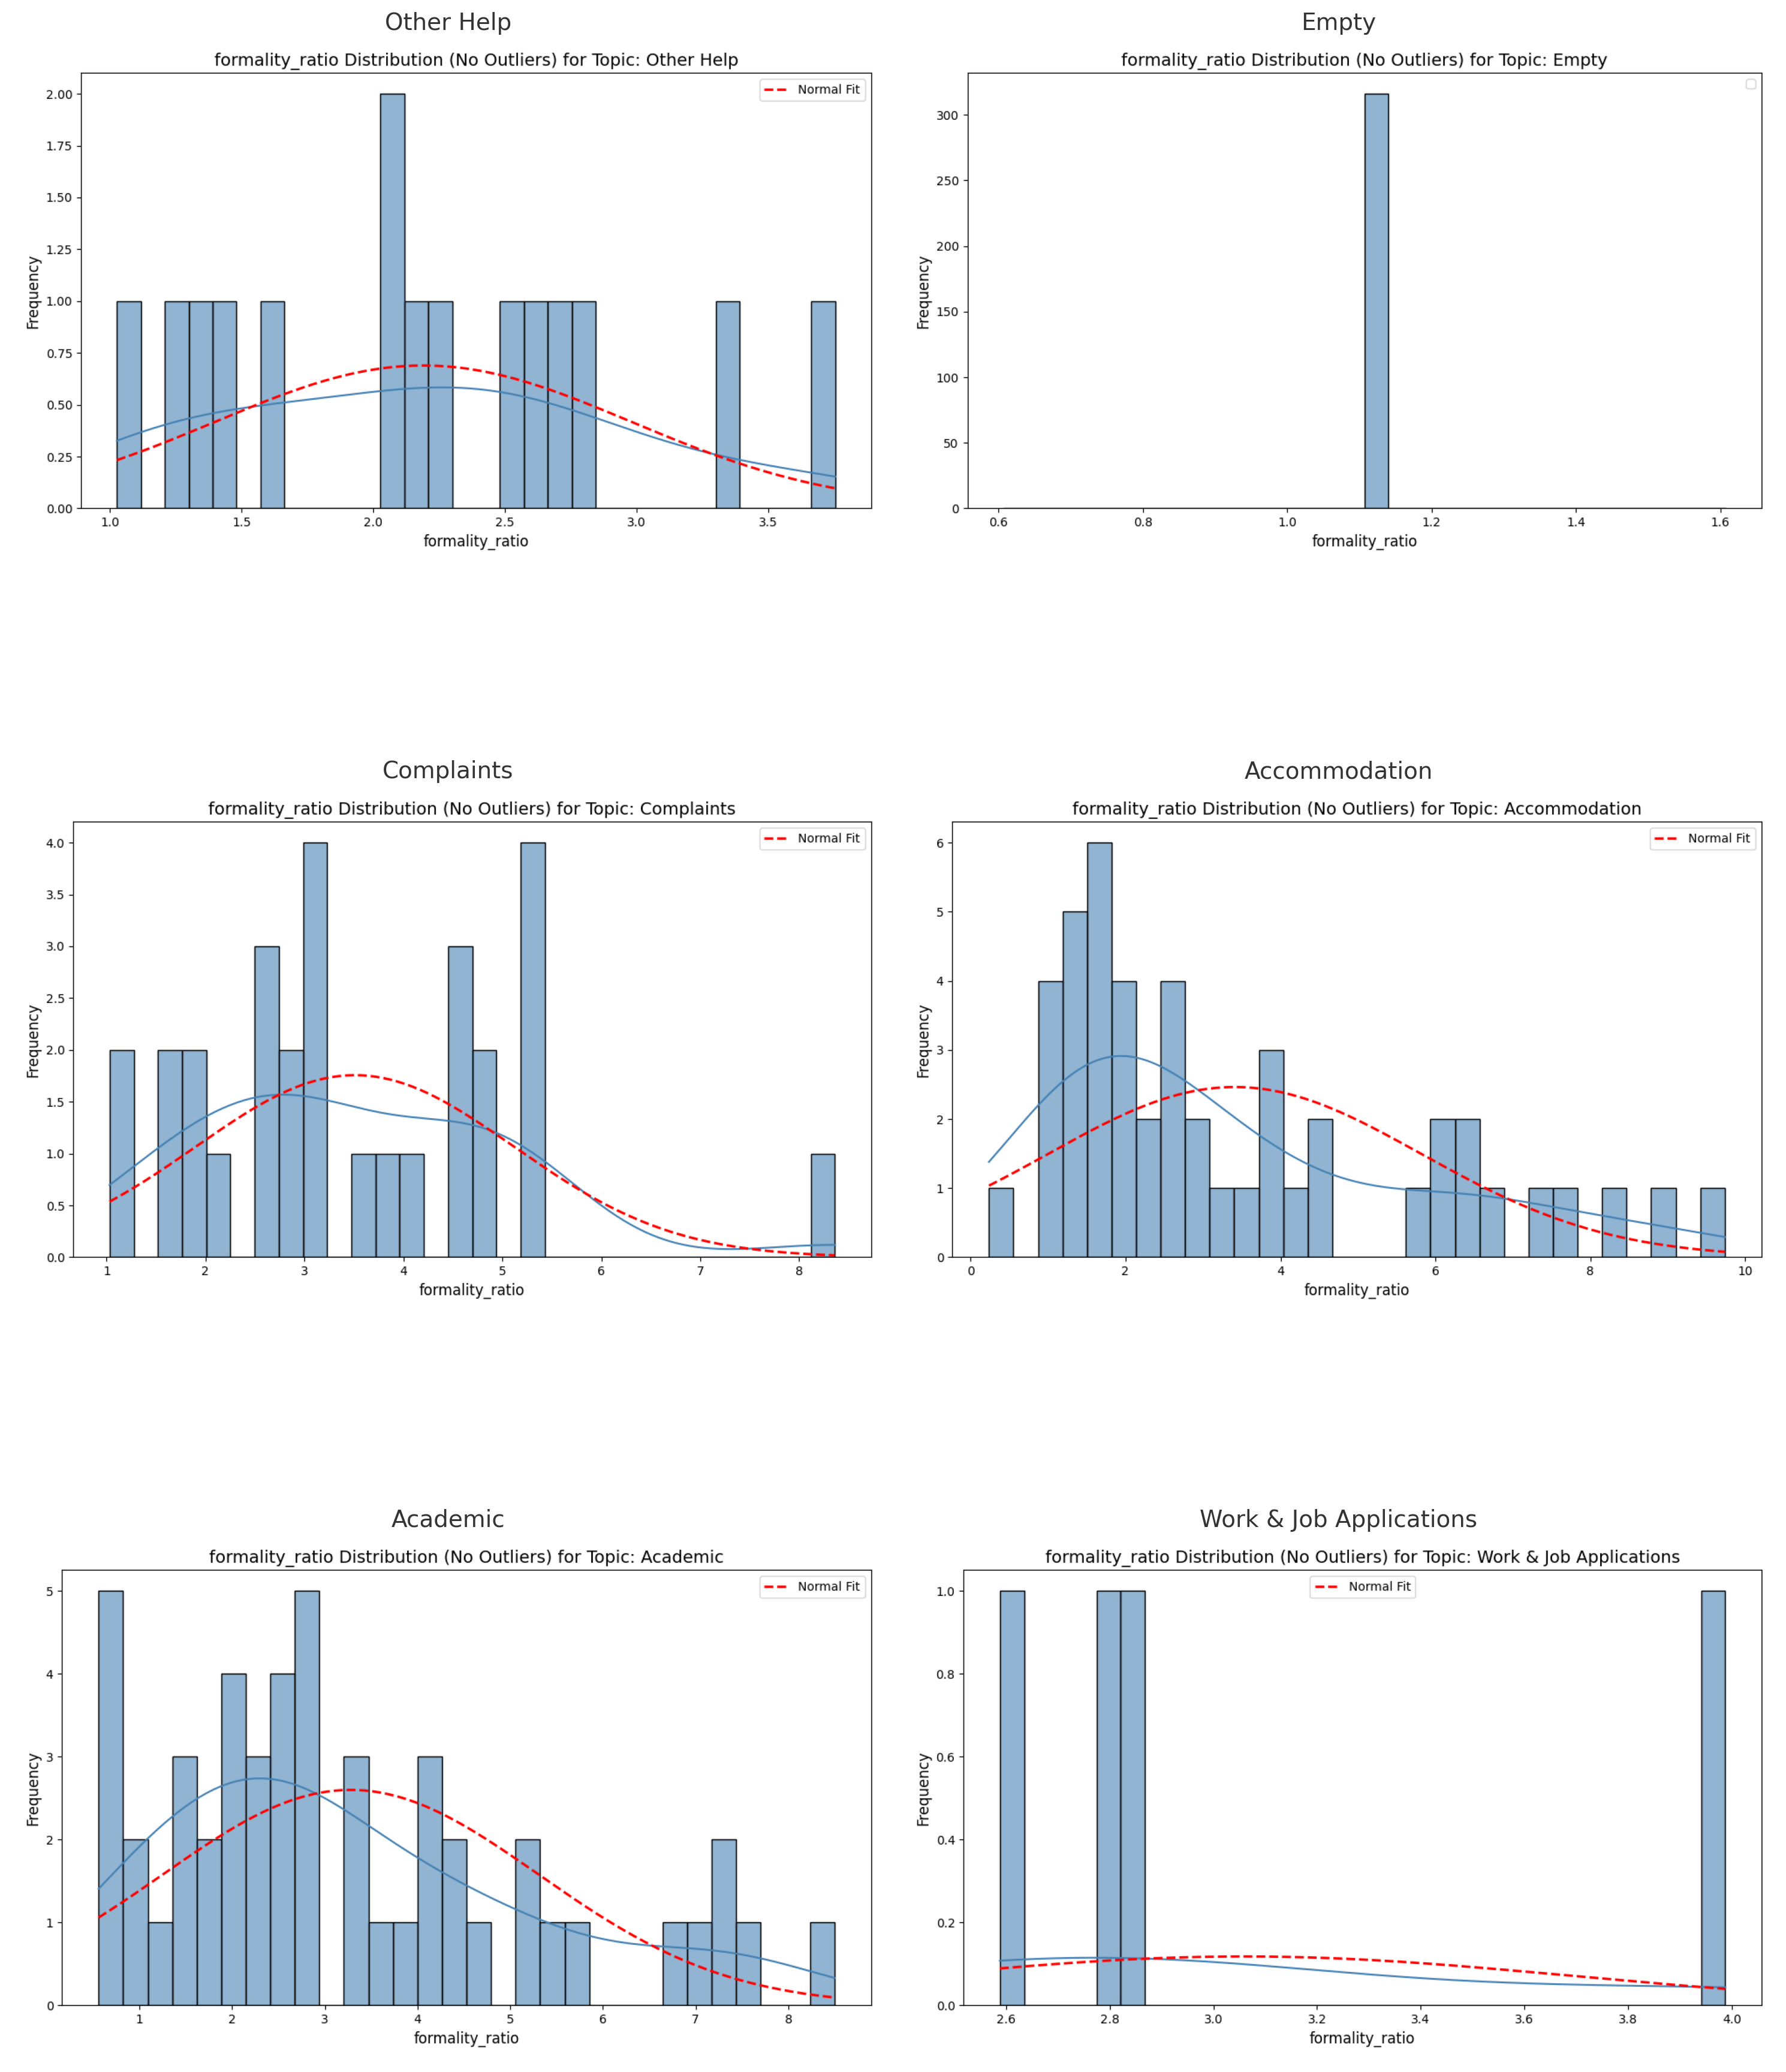 Other Help
formality_ratio Distribution (No Outliers) for Topic: Other Help
Normal Fit
2.00
1.75
1.50
1.25
1.00
0.75
0.50
0.25
0.00
Frequency
1.0 1.5 2.0 2.5 3.0 3.5
formality_ratio
Empty
formality_ratio Distribution (No Outliers) for Topic: Empty
300
250
200
150
100
50
0
Frequency
0.6 0.8 1.0 1.2 1.4 1.6
formality_ratio
Complaints
formality_ratio Distribution (No Outliers) for Topic: Complaints
Normal Fit
4.0
3.5
3.0
2.5
2.0
1.5
1.0
0.5
0.0
Frequency
1 2 3 4 5 6 7 8
formality_ratio
Accommodation
formality_ratio Distribution (No Outliers) for Topic: Accommodation
Normal Fit
6
5
4
3
2
1
0
Frequency
0 2 4 6 8 10
formality_ratio
Academic
formality_ratio Distribution (No Outliers) for Topic: Academic
Normal Fit
5
4
3
2
1
0
Frequency
1 2 3 4 5 6 7 8
formality_ratio
Work & Job Applications
formality_ratio Distribution (No Outliers) for Topic: Work & Job Applications
Normal Fit
1.0
0.8
0.6
0.4
0.2
0.0
Frequency
2.6 2.8 3.0 3.2 3.4 3.6 3.8 4.0
formality_ratio